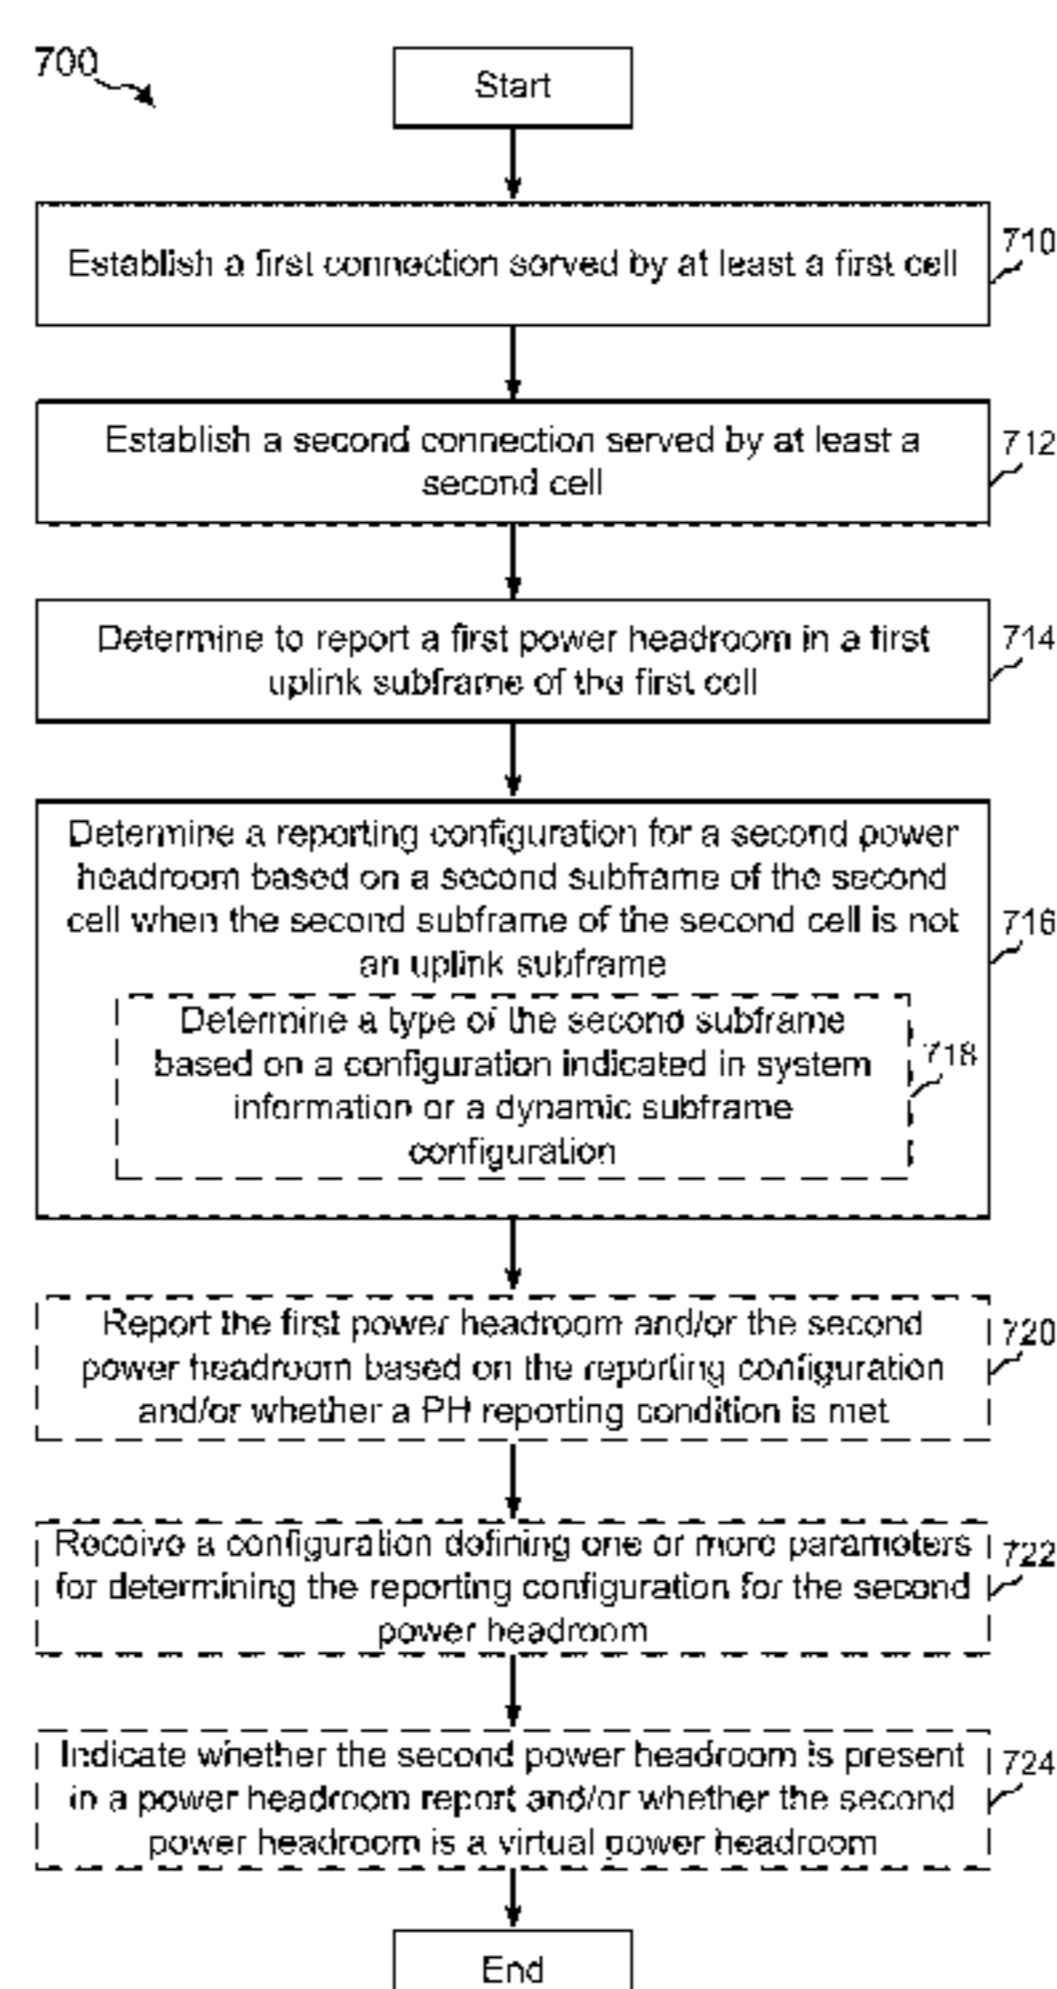 700
Start
Establish a first connection served by at least a first cell
710
Establish a second connection served by at least a
second cell
712
Determine to report a first power headroom in a first
uplink subframe of the first cell
714
Determine a reporting configuration for a second power
headroom based on a second subframe of the second
cell when the second subframe of the second cell is not
an uplink subframe
716
Determine a type of the second subframe
based on a configuration indicated in system
information or a dynamic subframe
configuration
718
Report the first power headroom and/or the second
power headroom based on the reporting configuration
and/or whether a PH reporting condition is met
720
Receive a configuration defining one or more parameters
for determining the reporting configuration for the second
power headroom
722
Indicate whether the second power headroom is present
in a power headroom report and/or whether the second
power headroom is a virtual power headroom
724
End